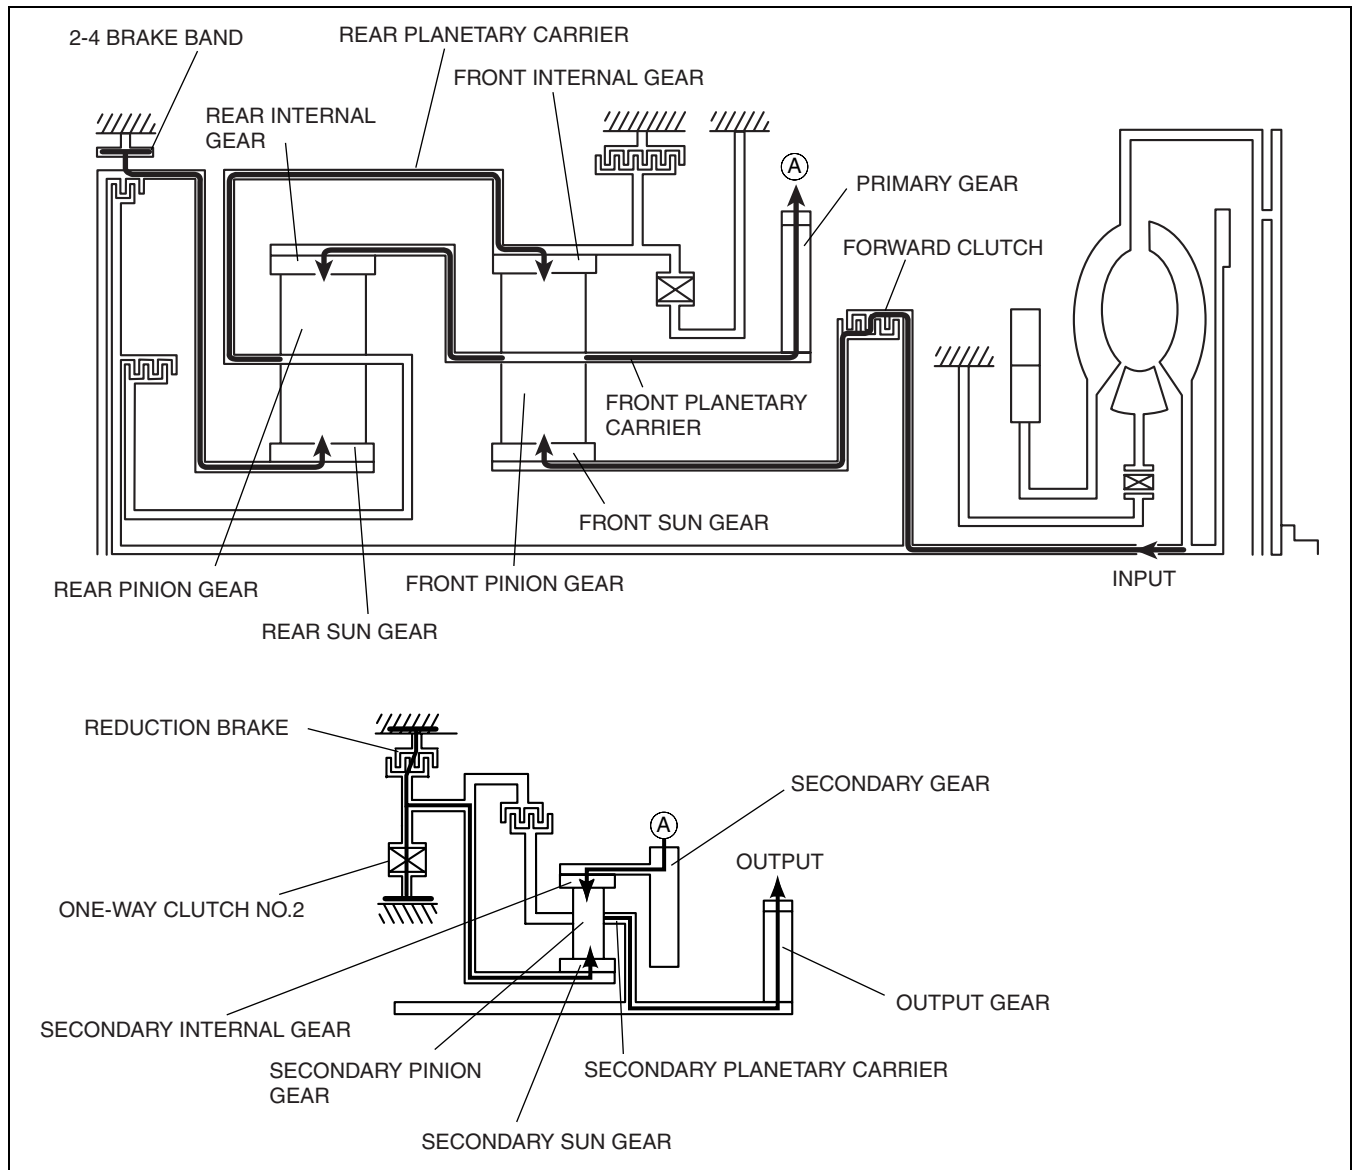 2-4 BRAKE BAND
REAR PLANETARY CARRIER
FRONT INTERNAL GEAR
REAR INTERNAL
GEAR
A
PRIMARY GEAR
FORWARD CLUTCH
FRONT PLANETARY
CARRIER
FRONT SUN GEAR
INPUT
REAR PINION GEAR
FRONT PINION GEAR
REAR SUN GEAR
REDUCTION BRAKE
SECONDARY GEAR
A
OUTPUT
ONE-WAY CLUTCH NO.2
OUTPUT GEAR
SECONDARY INTERNAL GEAR
SECONDARY PINION
GEAR
SECONDARY PLANETARY CARRIER
SECONDARY SUN GEAR